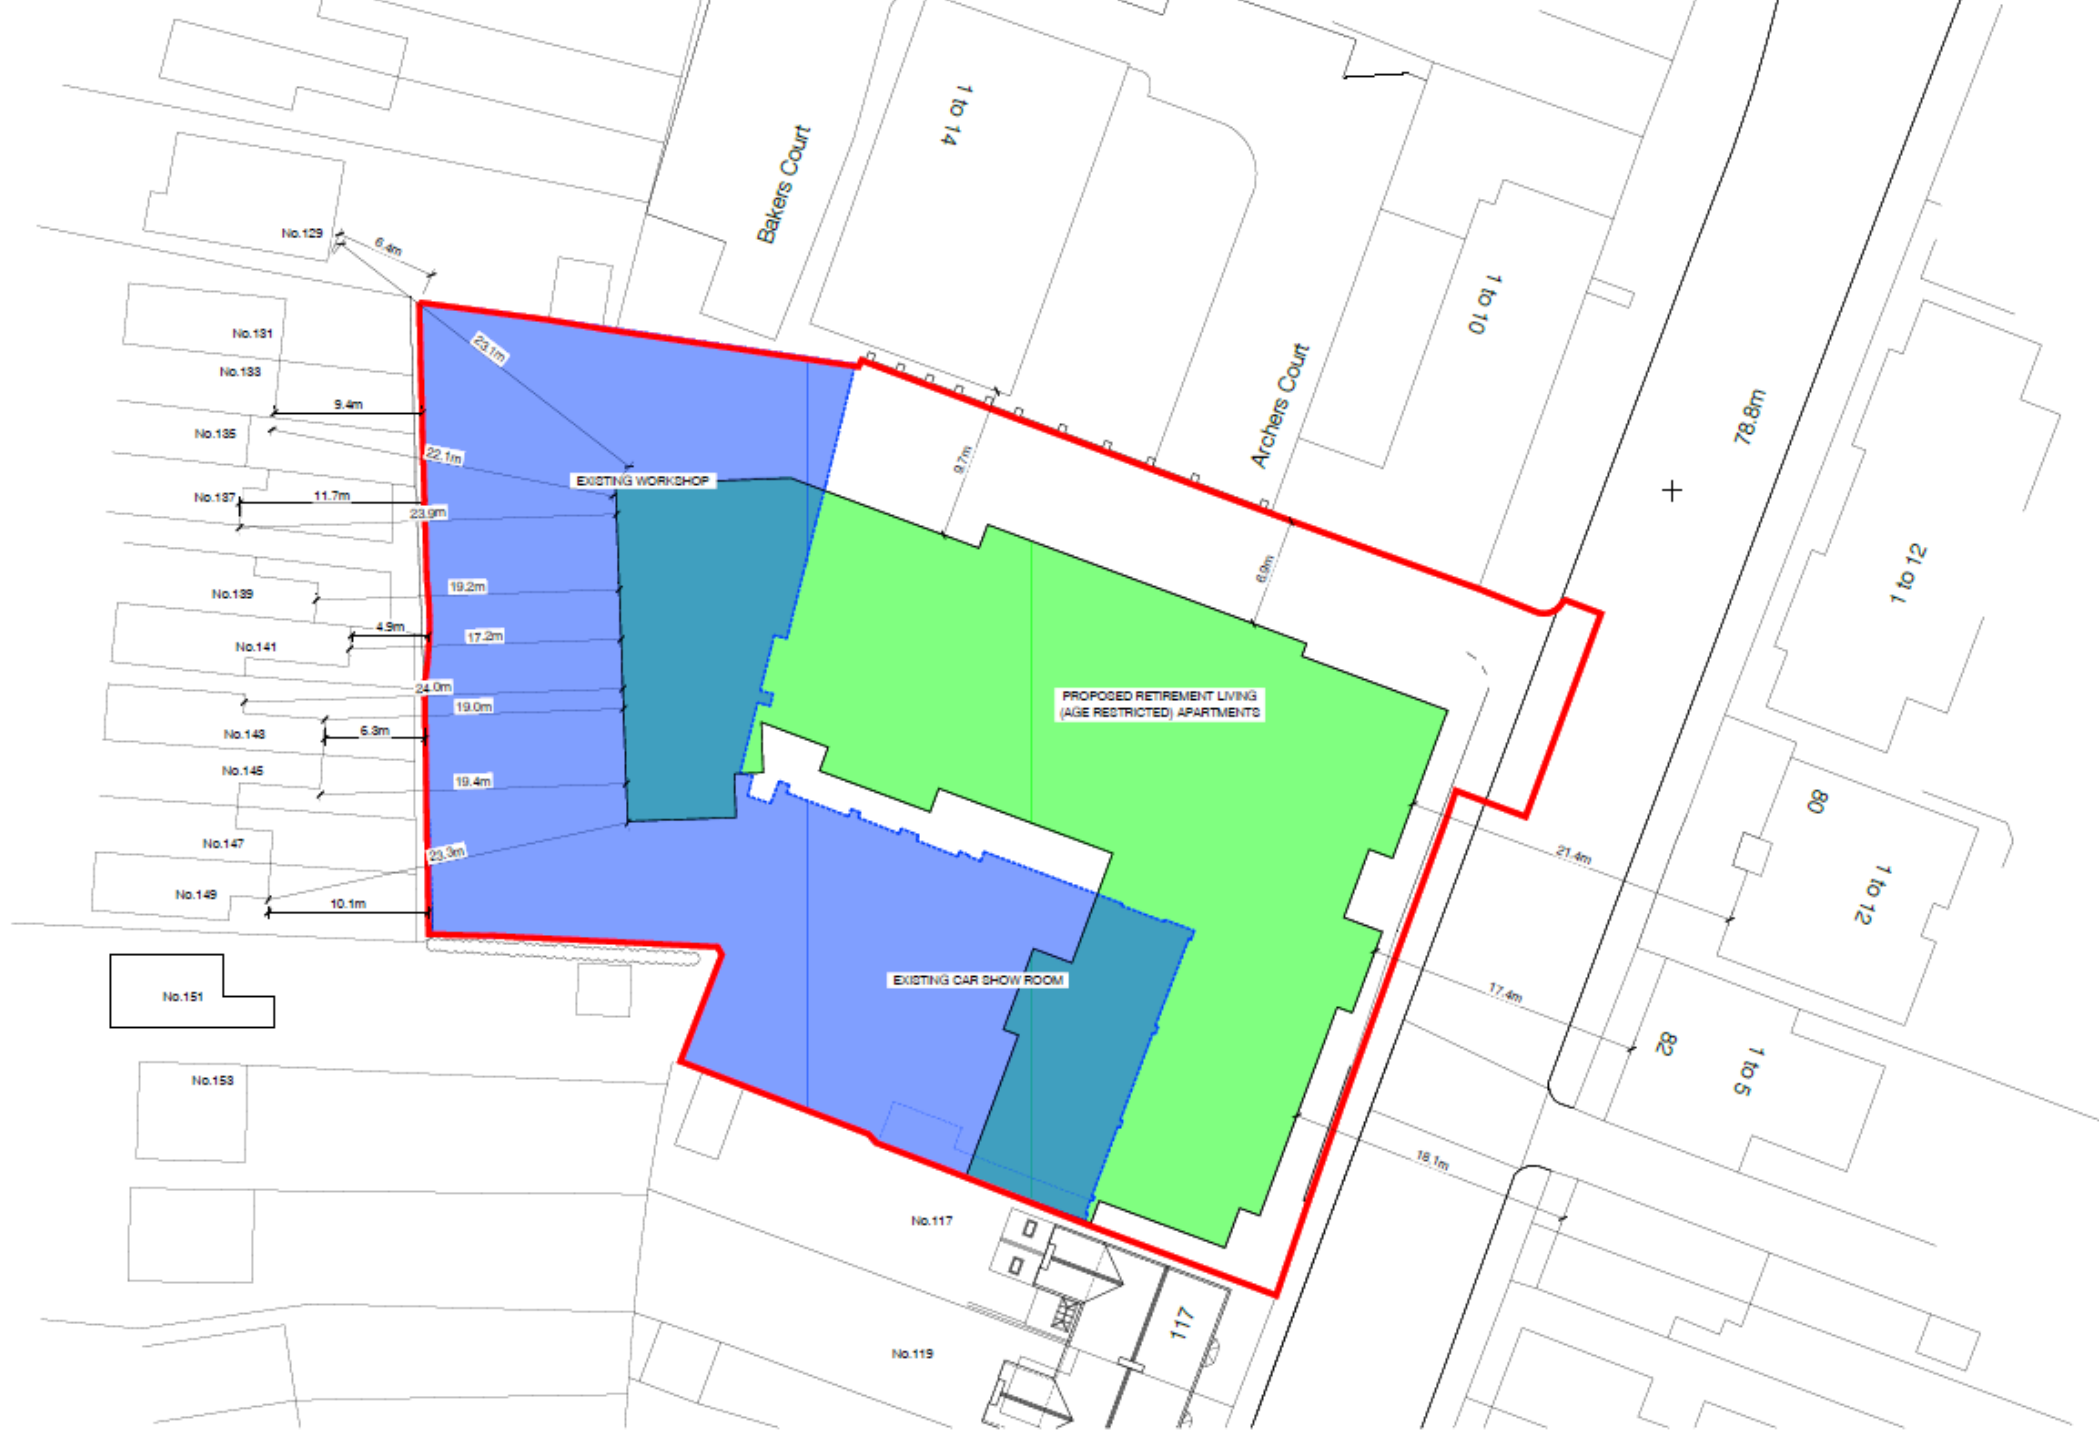 1 to 14
Bakers Court
No.129
6.4m
1 to 10
No.131
23.1m
No.133
Archers Court
9.4m
78.8m
No.135
22.1m
9.7m
EXISTING WORKSHOP
No.137
11.7m
23.9m
6.9m
1 to 12
19.2m
No.139
4.9m
17.2m
No.141
24.0m
PROPOSED RETIREMENT LIVING
(AGE RESTRICTED) APARTMENTS
19.0m
No.143
6.3m
No.145
19.4m
80
No.147
23.3m
21.4m
No.149
10.1m
1 to 12
EXISTING CAR SHOW ROOM
No.151
17.4m
82
1 to 5
No.153
18.1m
No.117
117
No.119